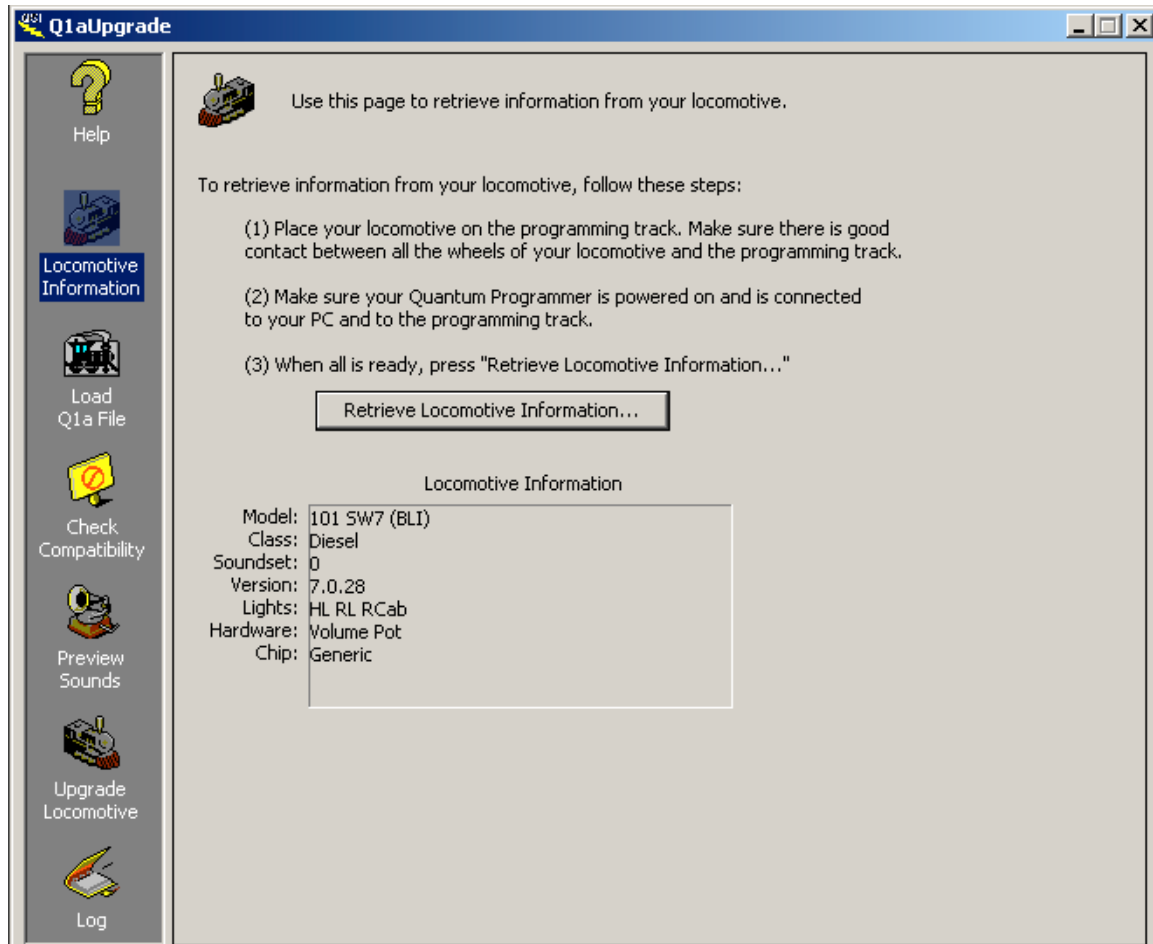 QSI
Q1aUpgrade
Help
Locomotive
Information
Load
Q1a File
Check
Compatibility
Preview
Sounds
Upgrade
Locomotive
Log
Use this page to retrieve information from your locomotive.
To retrieve information from your locomotive, follow these steps:
(1) Place your locomotive on the programming track. Make sure there is good
contact between all the wheels of your locomotive and the programming track.
(2) Make sure your Quantum Programmer is powered on and is connected
to your PC and to the programming track.
(3) When all is ready, press "Retrieve Locomotive Information..."
Retrieve Locomotive Information...
Locomotive Information
Model: 101 SW7 (BLI)
Class: Diesel
Soundset: 0
Version: 7.0.28
Lights: HL RL RCab
Hardware: Volume Pot
Chip: Generic